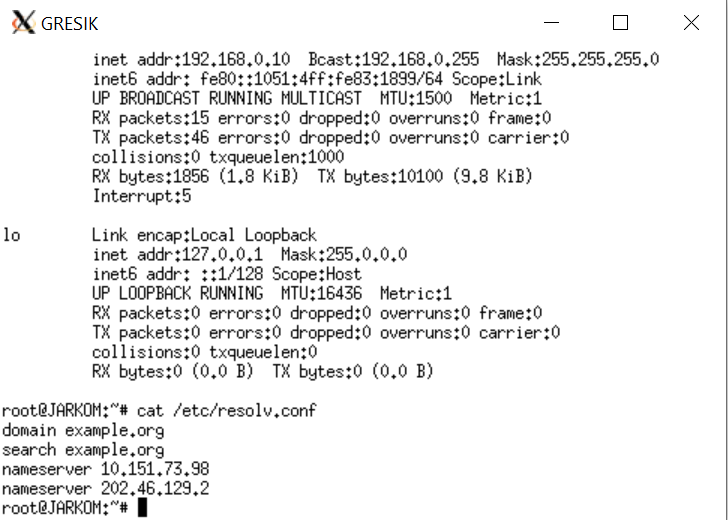 GRESIK
inet addr:192.168.0.10  Bcast:192.168.0.255  Mask:255.255.255.0
inet6 addr: fe80::1051:4ff:fe83:1899/64 Scope:Link
UP BROADCAST RUNNING MULTICAST  MTU:1500  Metric:1
RX packets:15 errors:0 dropped:0 overruns:0 frame:0
TX packets:46 errors:0 dropped:0 overruns:0 carrier:0
collisions:0 txqueuelen:1000
RX bytes:1856 (1.8 KiB)  TX bytes:10100 (9.8 KiB)
Interrupt:5
lo        Link encap:Local Loopback
inet addr:127.0.0.1  Mask:255.0.0.0
inet6 addr: ::1/128 Scope:Host
UP LOOPBACK RUNNING  MTU:16436  Metric:1
RX packets:0 errors:0 dropped:0 overruns:0 frame:0
TX packets:0 errors:0 dropped:0 overruns:0 carrier:0
collisions:0 txqueuelen:0
RX bytes:0 (0.0 B)  TX bytes:0 (0.0 B)
root@JARKOM:~# cat /etc/resolv.conf
domain example.org
search example.org
nameserver 10.151.73.98
nameserver 202.46.129.2
root@JARKOM:~#